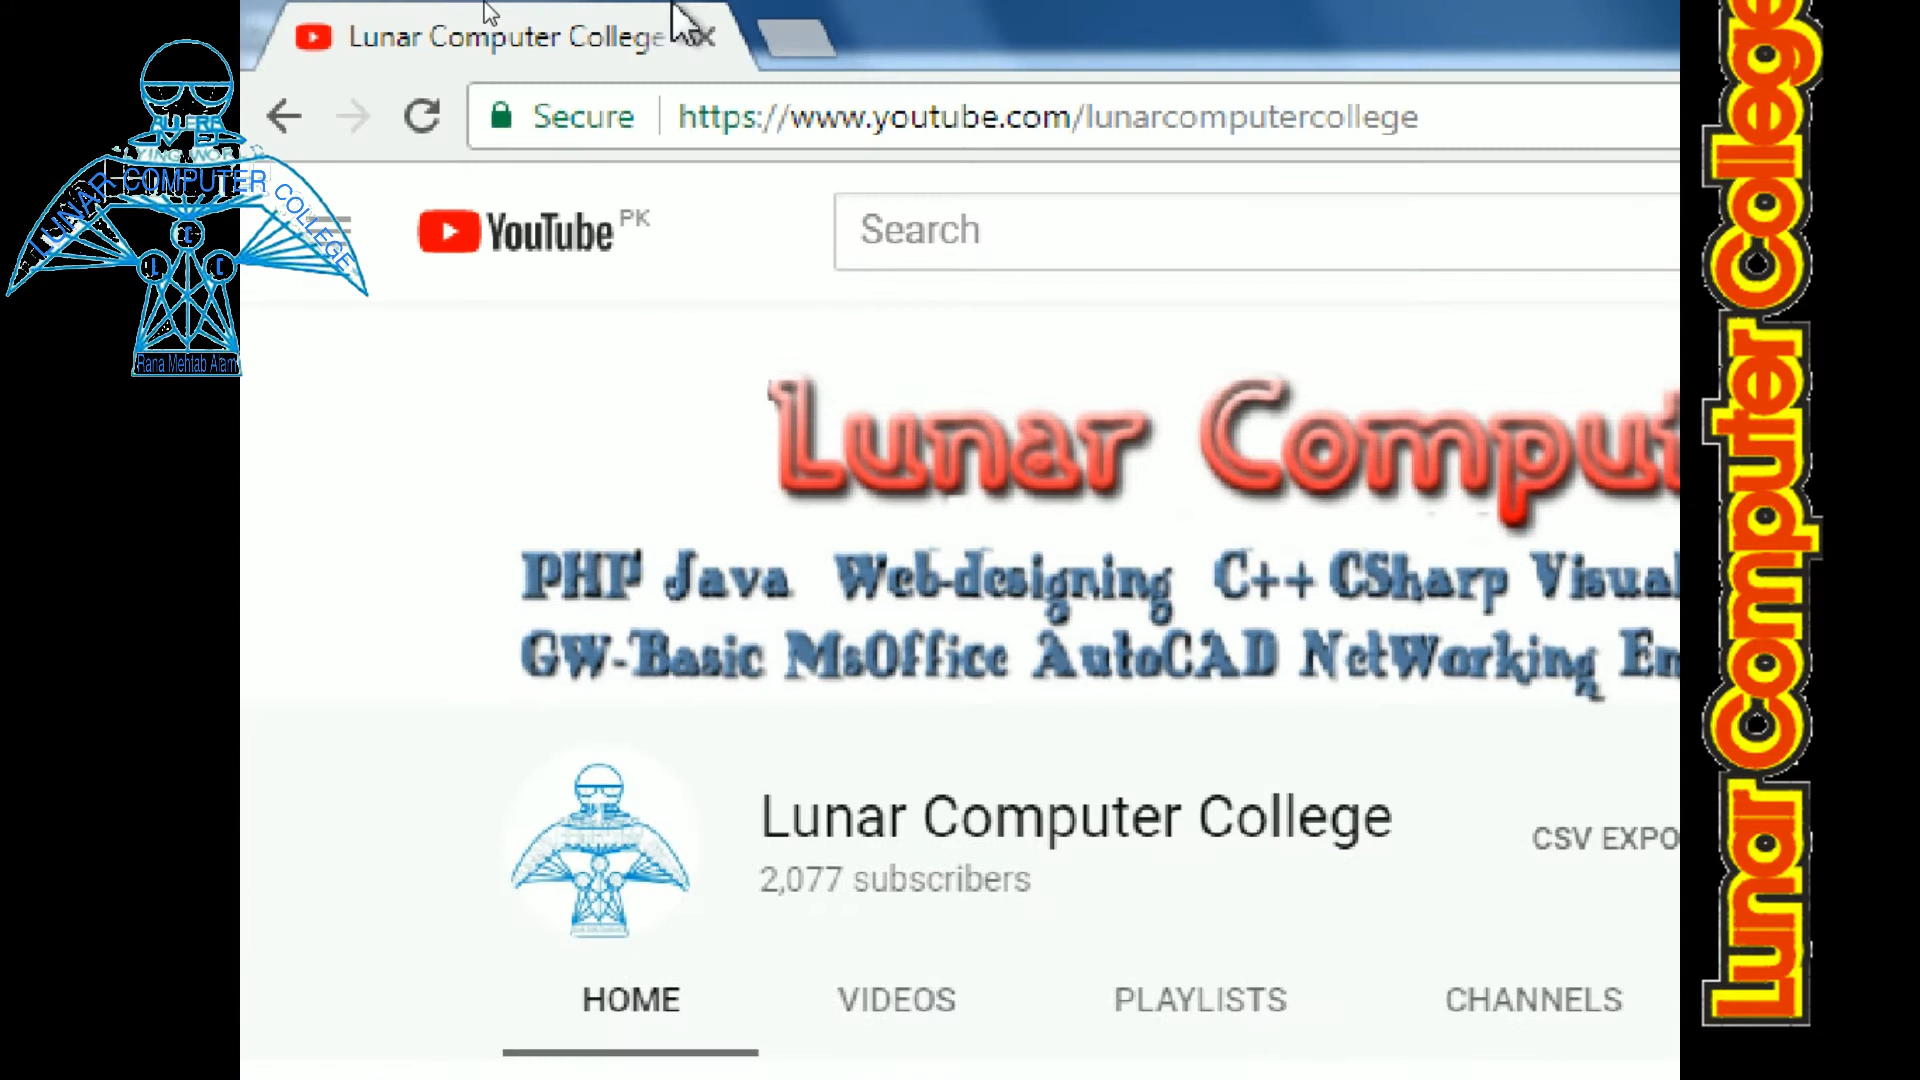 Lunar Computer College
Secure
https://www.youtube.com/lunarcomputercollege
YouTube PK
Search
LUNAR COMPUTER COLLEGE
Rana Mehtab Alam
Lunar Comput
PHP Java Web-designing C++ CSharp Visual
GW-Basic MsOffice AutoCAD NetWorking En
Lunar Computer College
2,077 subscribers
CSV EXPO
HOME
VIDEOS
PLAYLISTS
CHANNELS
Lunar Computer College